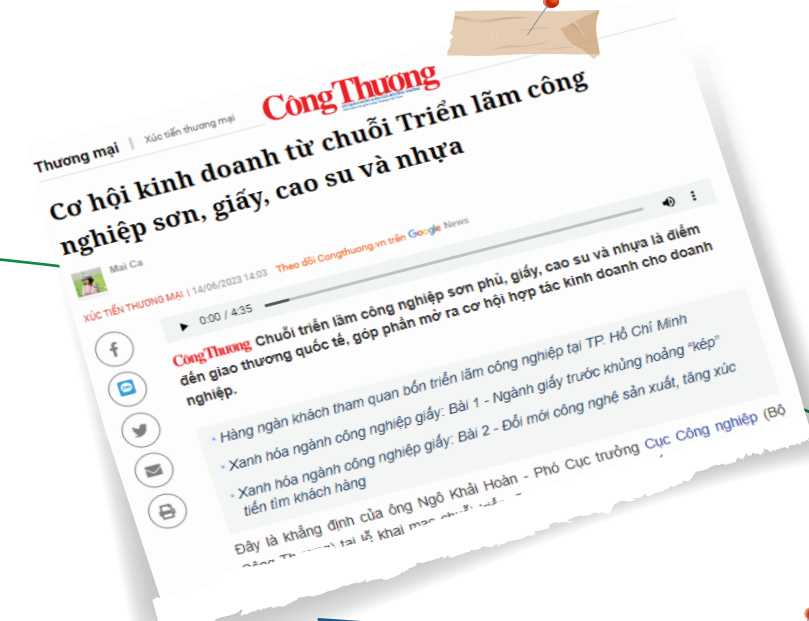 CôngThương
Thương mại | Xúc tiến thương mại
Cơ hội kinh doanh từ chuỗi Triển lãm công
nghiệp sơn, giấy, cao su và nhựa
Mai Ca
XÚC TIẾN THƯƠNG MẠI | 14/06/2023 14:03 Theo dõi Congthuong.vn trên Google News
0:00 / 4:35
CôngThương Chuỗi triển lãm công nghiệp sơn phủ, giấy, cao su và nhựa là điểm
đến giao thương quốc tế, góp phần mở ra cơ hội hợp tác kinh doanh cho doanh
nghiệp.
Hàng ngàn khách tham quan bốn triển lãm công nghiệp tại TP. Hồ Chí Minh
Xanh hóa ngành công nghiệp giấy: Bài 1 - Ngành giấy trước khủng hoảng “kép”
Xanh hóa ngành công nghiệp giấy: Bài 2 - Đổi mới công nghệ sản xuất, tăng xúc
tiến tìm khách hàng
Đây là khẳng định của ông Ngô Khải Hoàn - Phó Cục trưởng Cục Công nghiệp (Bộ
Công Thương) tại lễ khai mạc chuỗi